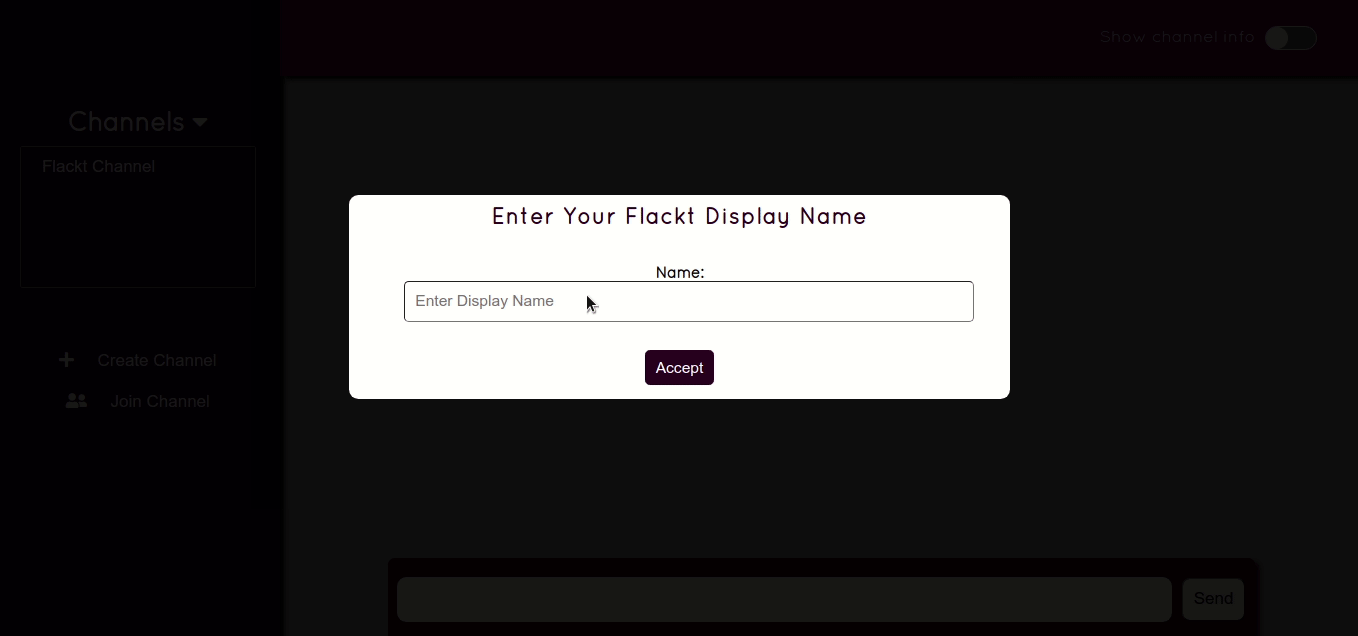 Show channel info
Channels
Flackt Channel
Enter Your Flackt Display Name
Name:
Enter Display Name
Accept
Create Channel
Join Channel
Send